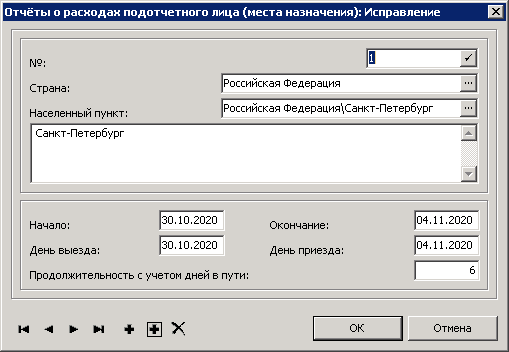 Отчёты о расходах подотчетного лица (места назначения): Исправление
№: 1
Страна: Российская Федерация ...
Населенный пункт: Российская Федерация\Санкт-Петербург ...
Санкт-Петербург
Начало: 30.10.2020 Окончание: 04.11.2020
День выезда: 30.10.2020 День приезда: 04.11.2020
Продолжительность с учетом дней в пути: 6
OK Отмена